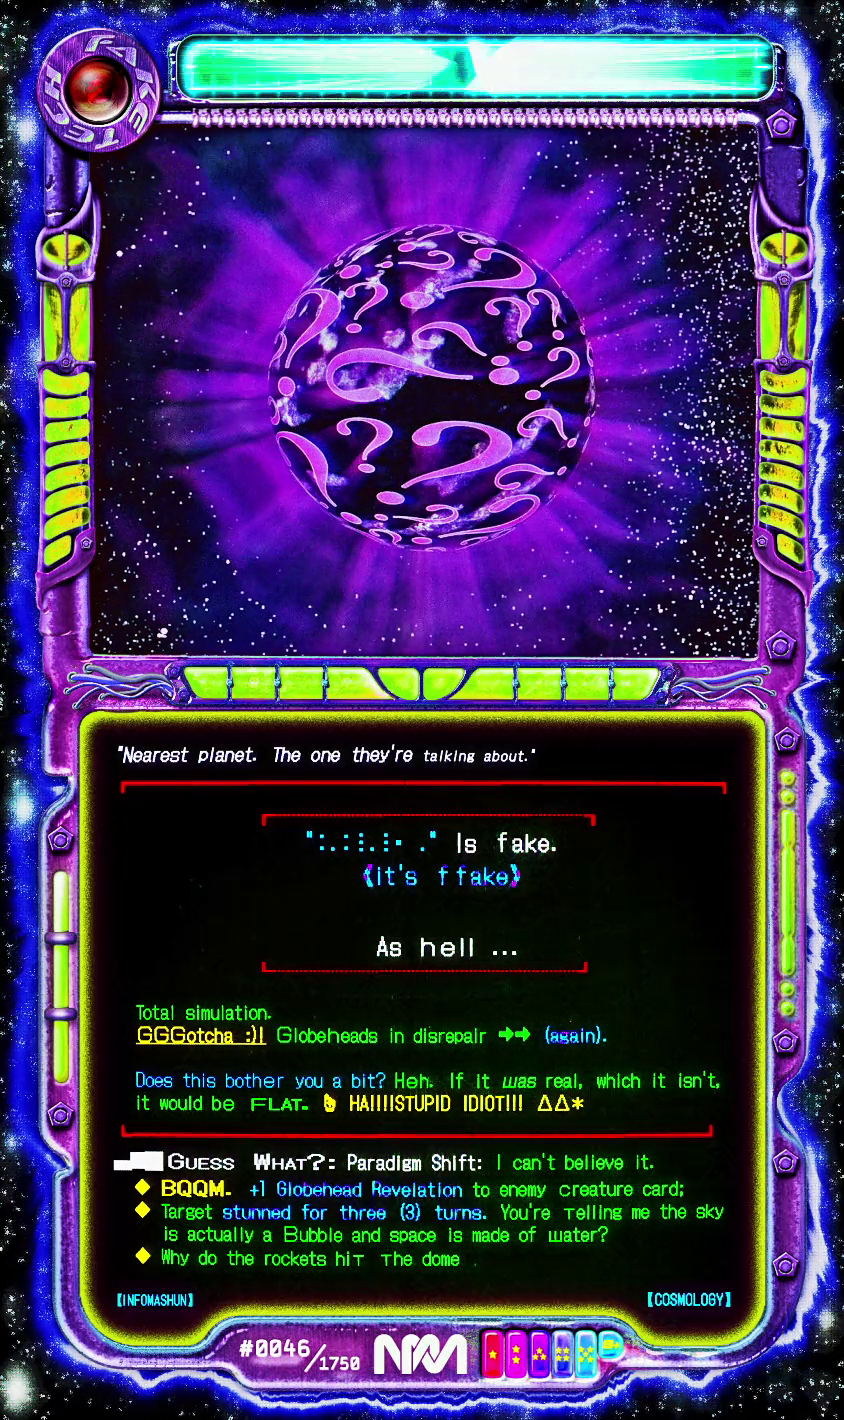 FAKE TECH
"Nearest planet. The one they're talking about."
Is fake.
《it's ffake》
As hell ...
Total simulation.
GGGotcha :)| Globeheads in disrepair →→ (again).
Does this bother you a bit? Heh. If it was real, which it isn't,
it would be FLAT. HA!!!!STUPID IDIOT!!! ΔΔ*
GUESS WHAT?: Paradigm Shift: I can't believe it.
◆ BQQM. +1 Globehead Revelation to enemy creature card;
◆ Target stunned for three (3) turns. You're Telling me the sky
is actually a Bubble and space is made of water?
◆ Why do the rockets hiT The dome
【INFOMASHUN】
【COSMOLOGY】
#0046/1750